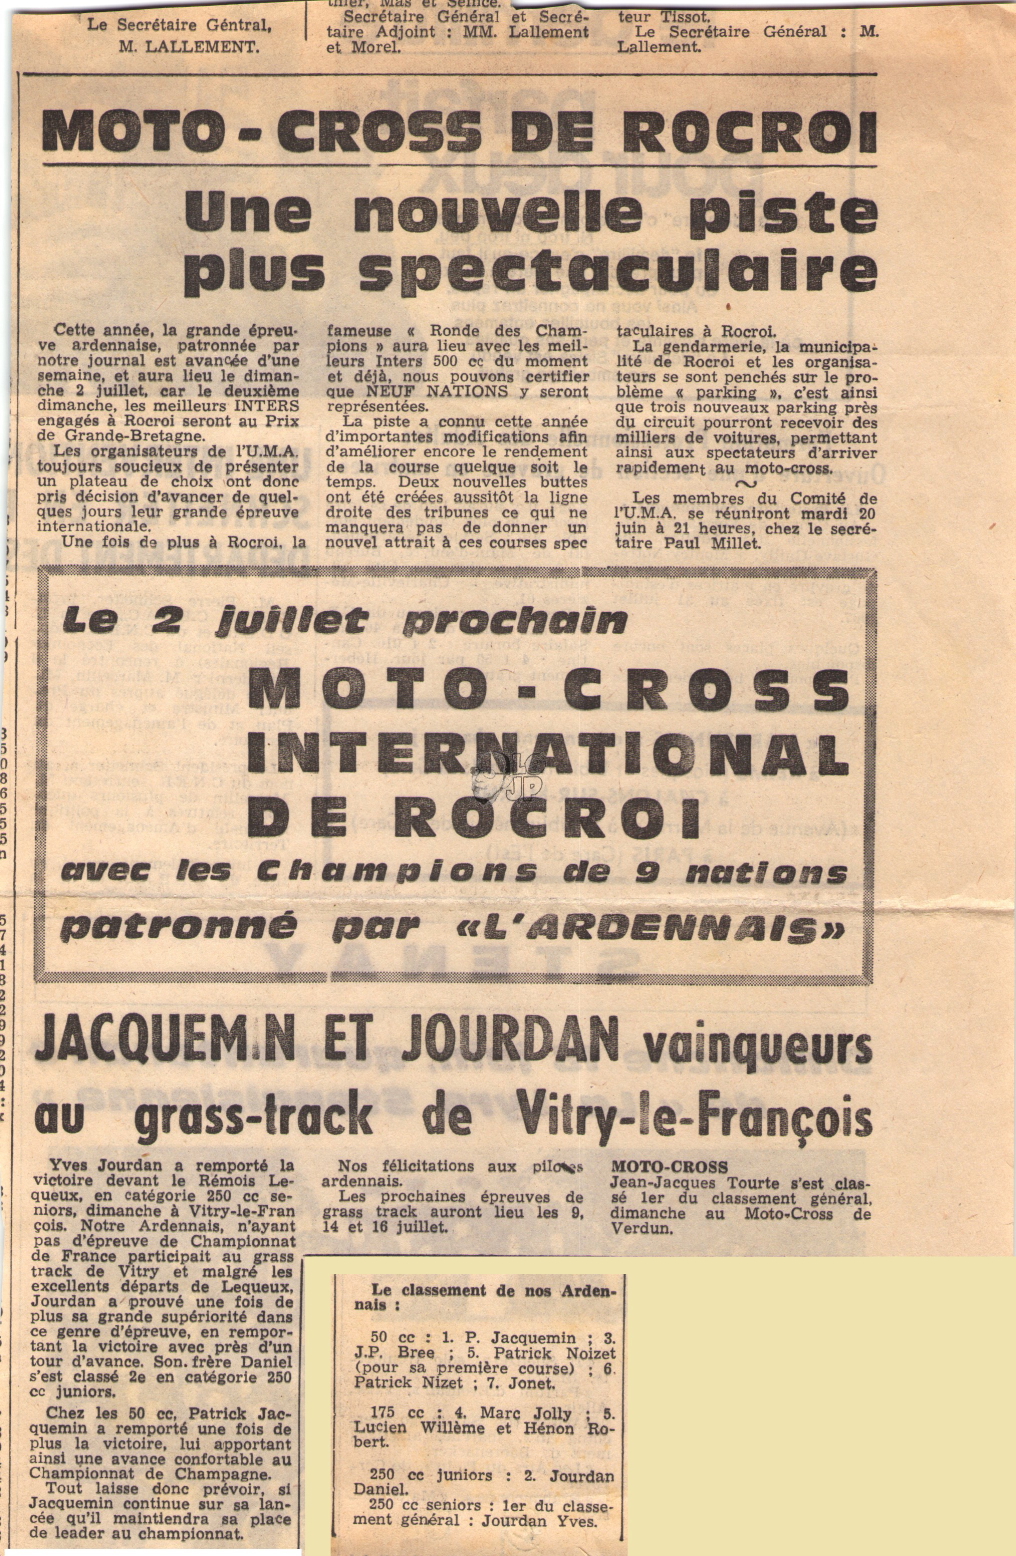 Le Secrétaire Géntral,
M. LALLEMENT.
thier, Mas et Seince.
Secrétaire Général et Secré-
taire Adjoint : MM. Lallement
et Morel.
teur Tissot.
Le Secrétaire Général : M.
Lallement.
MOTO - CROSS DE ROCROI
Une nouvelle piste
plus spectaculaire
Cette année, la grande épreu-
ve ardennaise, patronnée par
notre journal est avancée d'une
semaine, et aura lieu le diman-
che 2 juillet, car le deuxième
dimanche, les meilleurs INTERS
engagés à Rocroi seront au Prix
de Grande-Bretagne.
Les organisateurs de l'U.M.A.
toujours soucieux de présenter
un plateau de choix ont donc
pris décision d'avancer de quel-
ques jours leur grande épreuve
internationale.
Une fois de plus à Rocroi, la
fameuse « Ronde des Cham-
pions » aura lieu avec les meil-
leurs Inters 500 cc du moment
et déjà, nous pouvons certifier
que NEUF NATIONS y seront
représentées.
La piste a connu cette année
d'importantes modifications afin
d'améliorer encore le rendement
de la course quelque soit le
temps. Deux nouvelles buttes
ont été créées aussitôt la ligne
droite des tribunes ce qui ne
manquera pas de donner un
nouvel attrait à ces courses spec
taculaires à Rocroi.
La gendarmerie, la municipa-
lité de Rocroi et les organisa-
teurs se sont penchés sur le pro-
blème « parking », c'est ainsi
que trois nouveaux parking près
du circuit pourront recevoir des
milliers de voitures, permettant
ainsi aux spectateurs d'arriver
rapidement au moto-cross.
Les membres du Comité de
l'U.M.A. se réuniront mardi 20
juin à 21 heures, chez le secré-
taire Paul Millet.
Le 2 juillet prochain
MOTO - CROSS
INTERNATIONAL
DE ROCROI
avec les Champions de 9 nations
patronné par «L'ARDENNAIS»
JACQUEM.N ET JOURDAN vainqueurs
au grass-track de Vitry-le-François
Yves Jourdan a remporté la
victoire devant le Rémois Le-
queux, en catégorie 250 cc se-
niors, dimanche à Vitry-le-Fran
çois. Notre Ardennais, n'ayant
pas d'épreuve de Championnat
de France participait au grass
track de Vitry et malgré les
excellents départs de Lequeux,
Jourdan a prouvé une fois de
plus sa grande supériorité dans
ce genre d'épreuve, en rempor-
tant la victoire avec près d'un
tour d'avance. Son frère Daniel
s'est classé 2e en catégorie 250
cc juniors.
Chez les 50 cc, Patrick Jac-
quemin a remporté une fois de
plus la victoire, lui apportant
ainsi une avance confortable au
Championnat de Champagne.
Tout laisse donc prévoir, si
Jacquemin continue sur sa lan-
cée qu'il maintiendra sa place
de leader au championnat.
Nos félicitations aux pilotes
ardennais.
Les prochaines épreuves de
grass track auront lieu les 9,
14 et 16 juillet.
MOTO-CROSS
Jean-Jacques Tourte s'est clas-
sé 1er du classement général,
dimanche au Moto-Cross de
Verdun.
Le classement de nos Arden-
nais :
50 cc : 1. P. Jacquemin ; 3.
J.P. Bree ; 5. Patrick Noizet
(pour sa première course) ; 6.
Patrick Nizet ; 7. Jonet.
175 cc : 4. Marc Jolly ; 5.
Lucien Willème et Hénon Ro-
bert.
250 cc juniors : 2. Jourdan
Daniel.
250 cc seniors : 1er du classe-
ment général : Jourdan Yves.